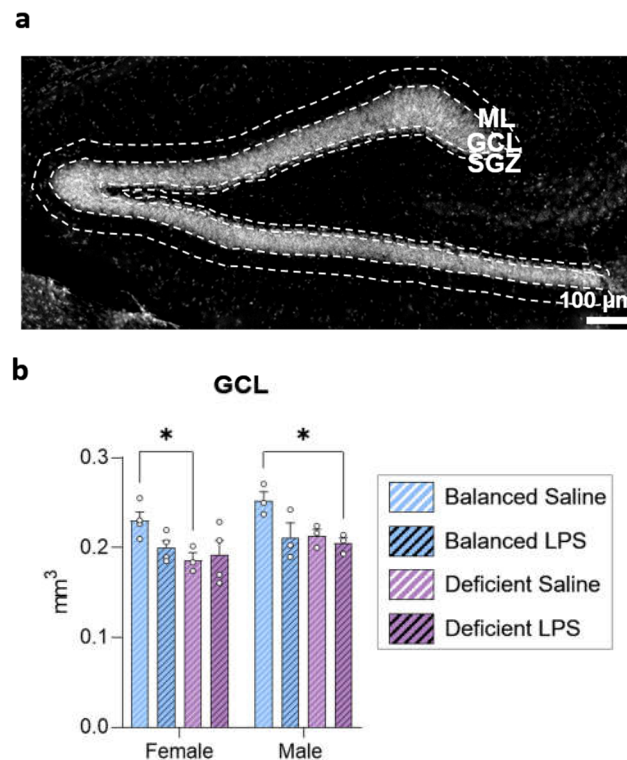 a
ML
GCL
SGZ
100 µm
b
GCL
*
*
0.3
0.2
0.1
0.0
mm³
Female
Male
Balanced Saline
Balanced LPS
Deficient Saline
Deficient LPS